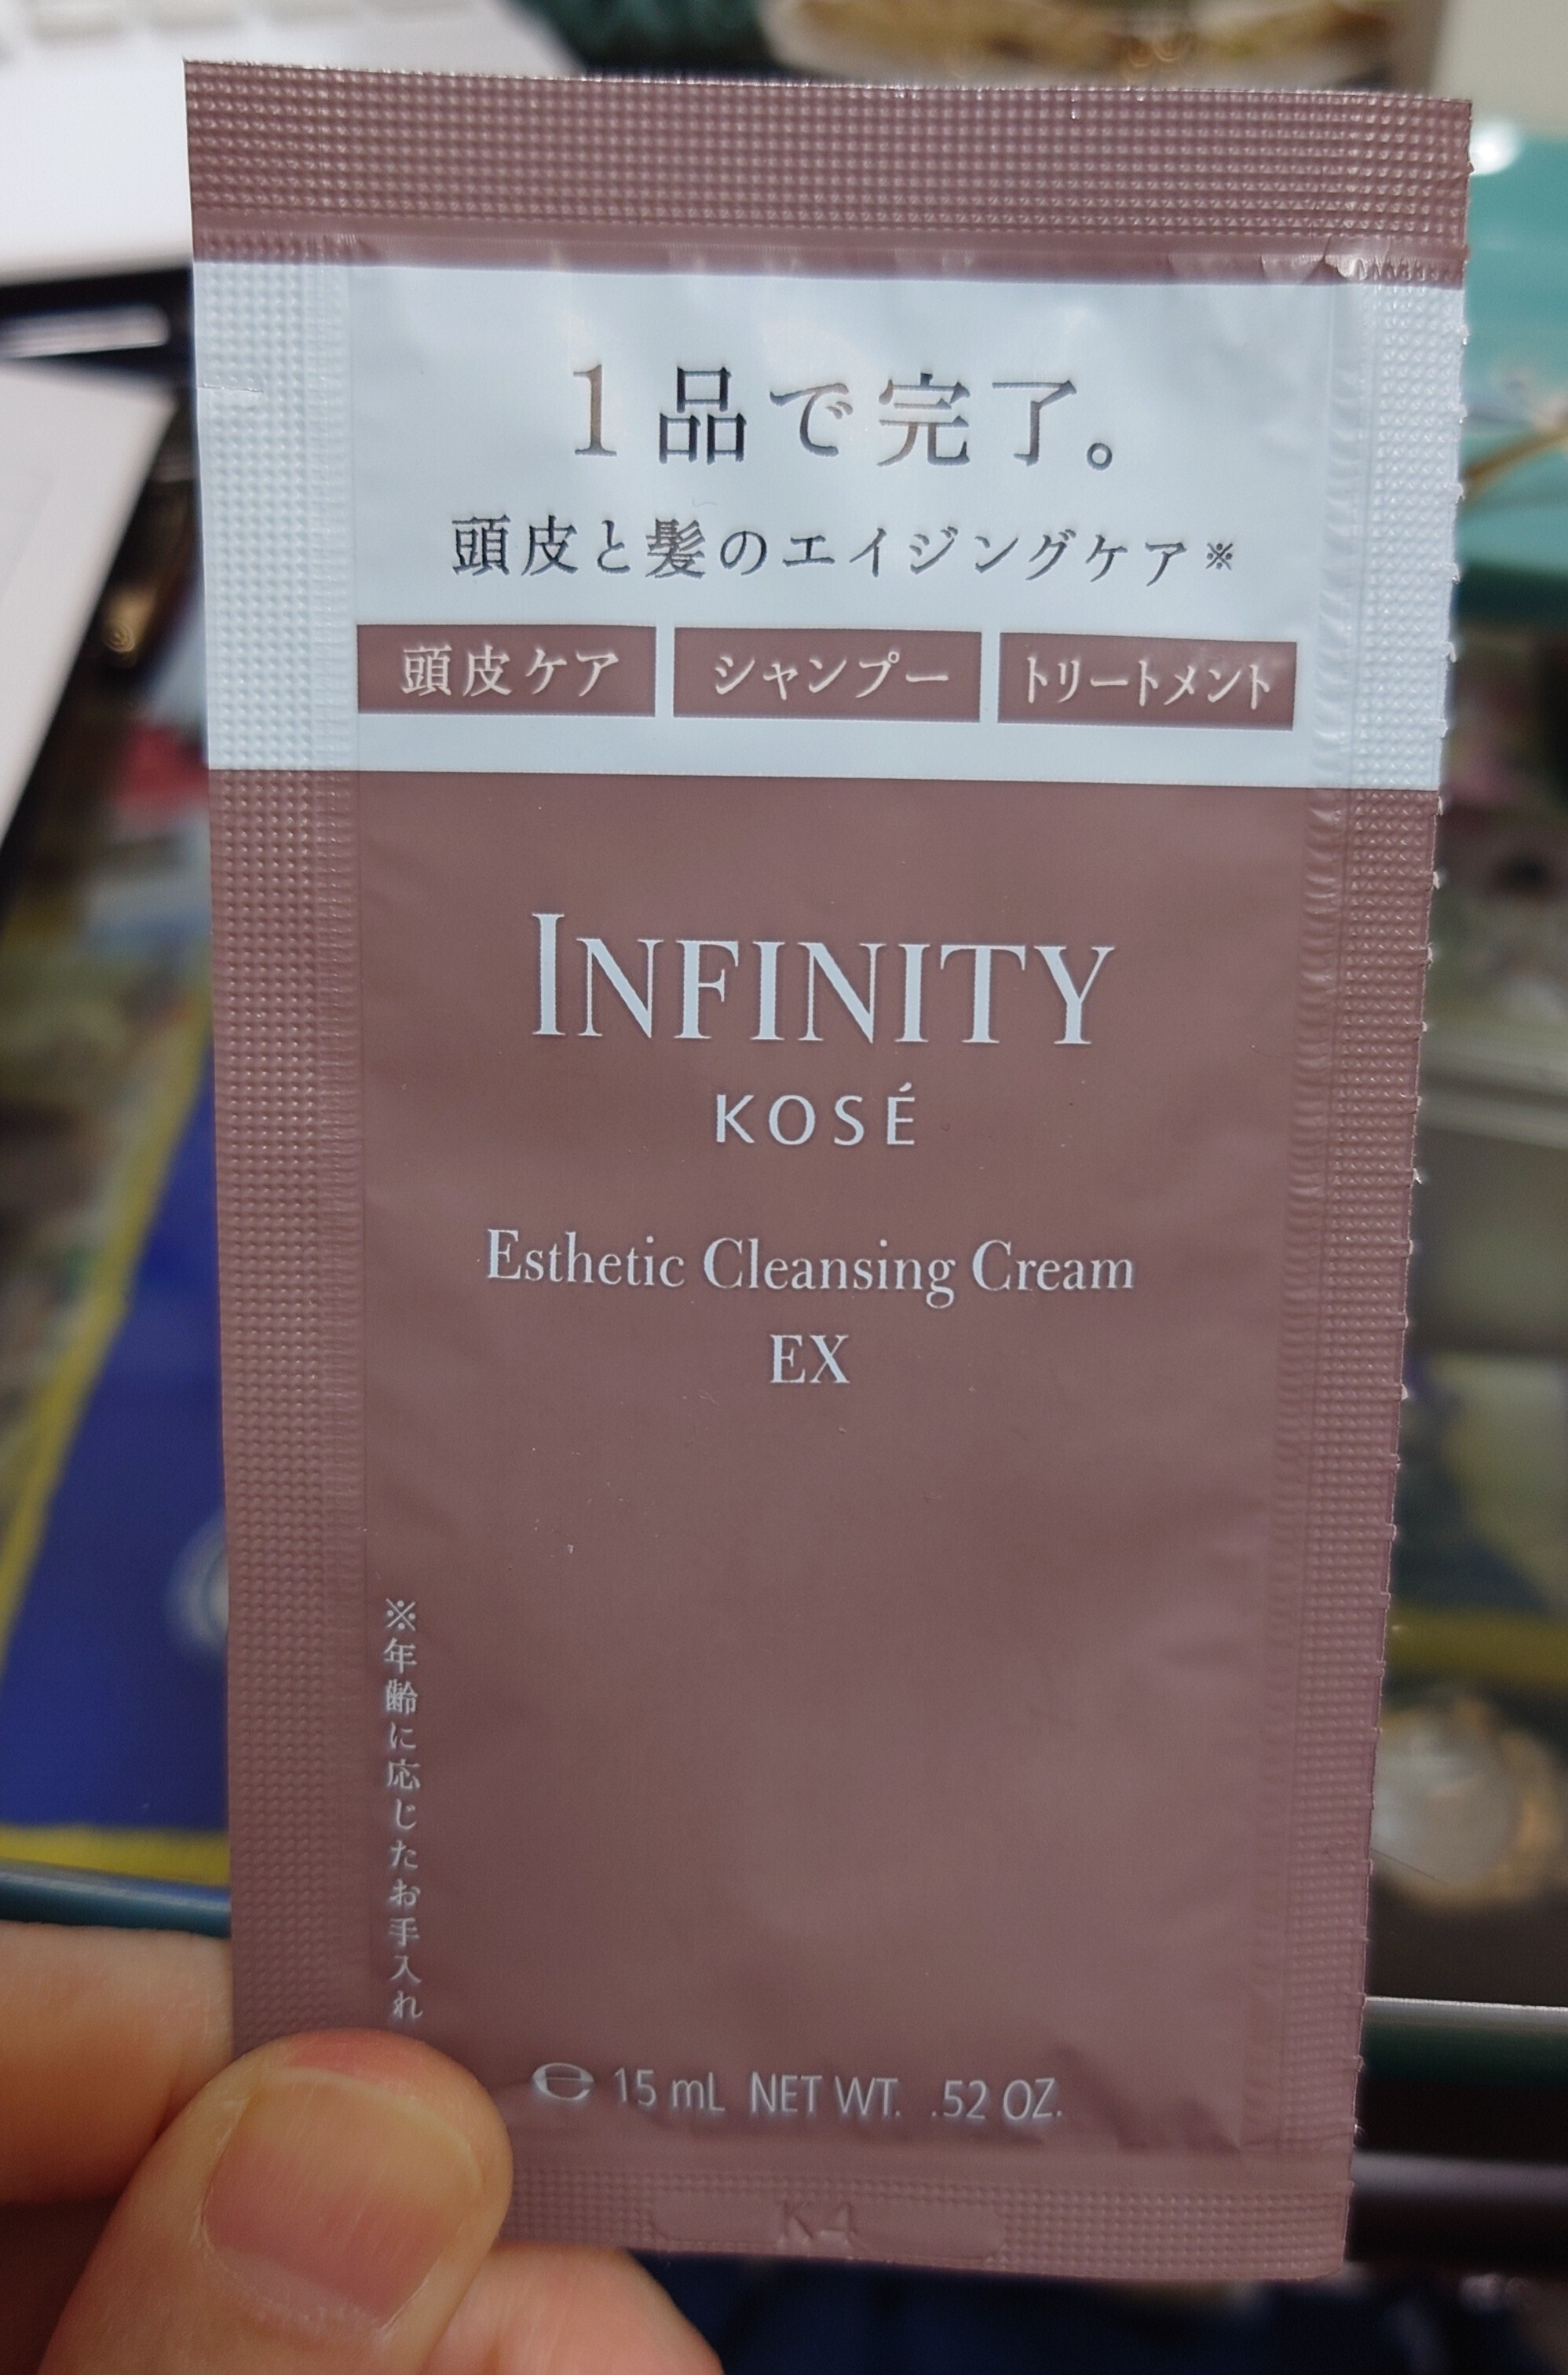 1品で完了。
頭皮と髪のエイジングケア※
頭皮ケア シャンプー トリートメント
INFINITY
KOSÉ
Esthetic Cleansing Cream
EX
※年齢に応じたお手入れ
℮ 15 mL NET WT. .52 OZ.
K4